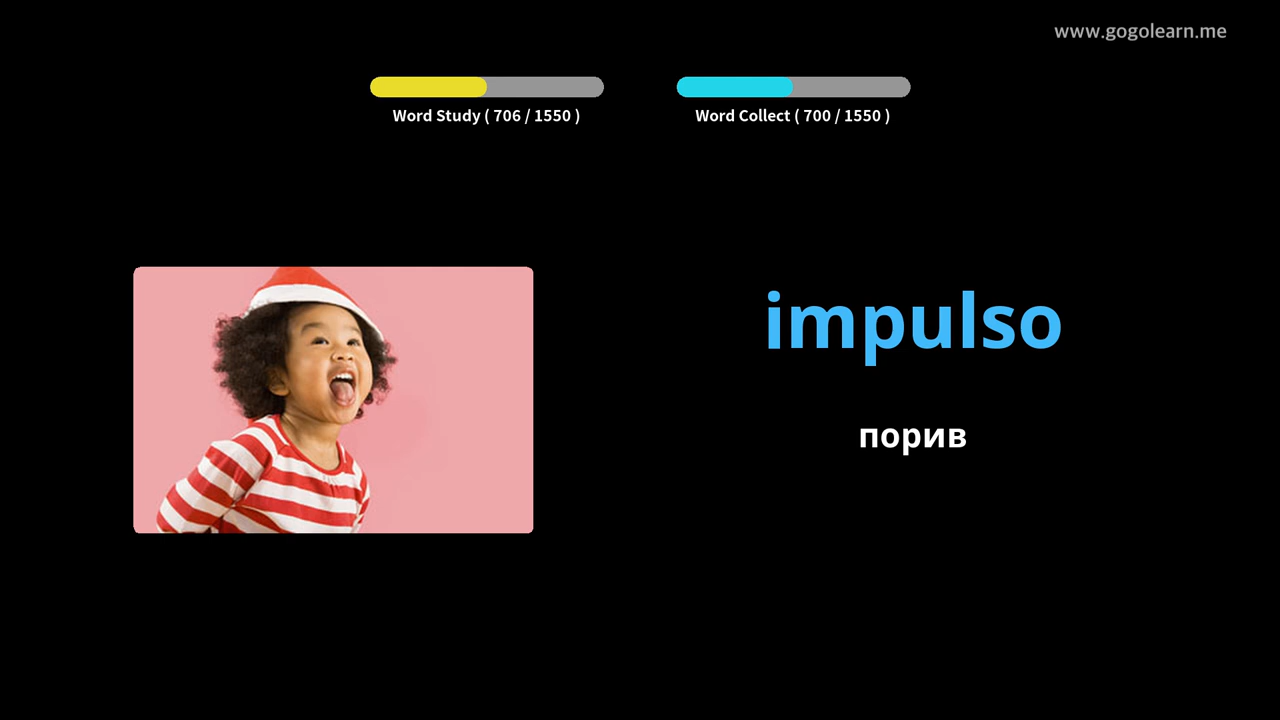 www.gogolearn.me
Word Study ( 706 / 1550 )
Word Collect ( 700 / 1550 )
impulso
порив